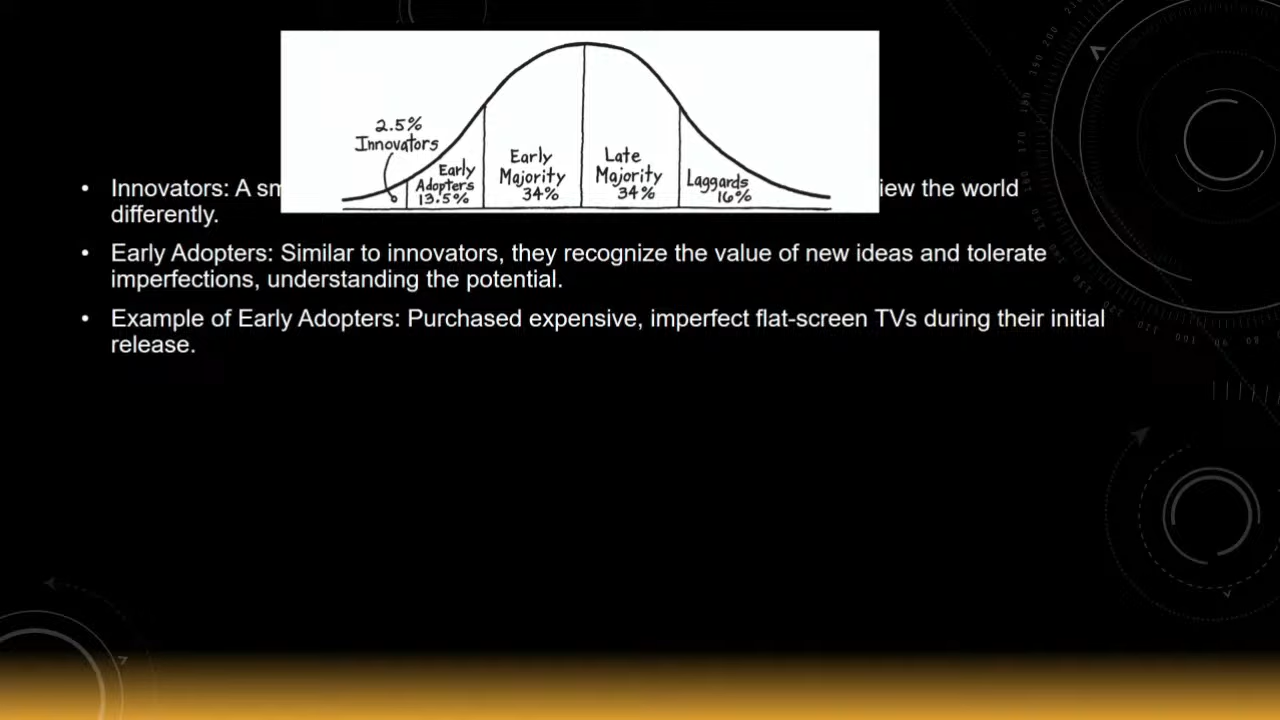 2.5%
Innovators
Early
Adopters
13.5%
Early
Majority
34%
Late
Majority
34%
Laggards
16%
• Innovators: A iew the world
differently.
• Early Adopters: Similar to innovators, they recognize the value of new ideas and tolerate
imperfections, understanding the potential.
• Example of Early Adopters: Purchased expensive, imperfect flat-screen TVs during their initial
release.